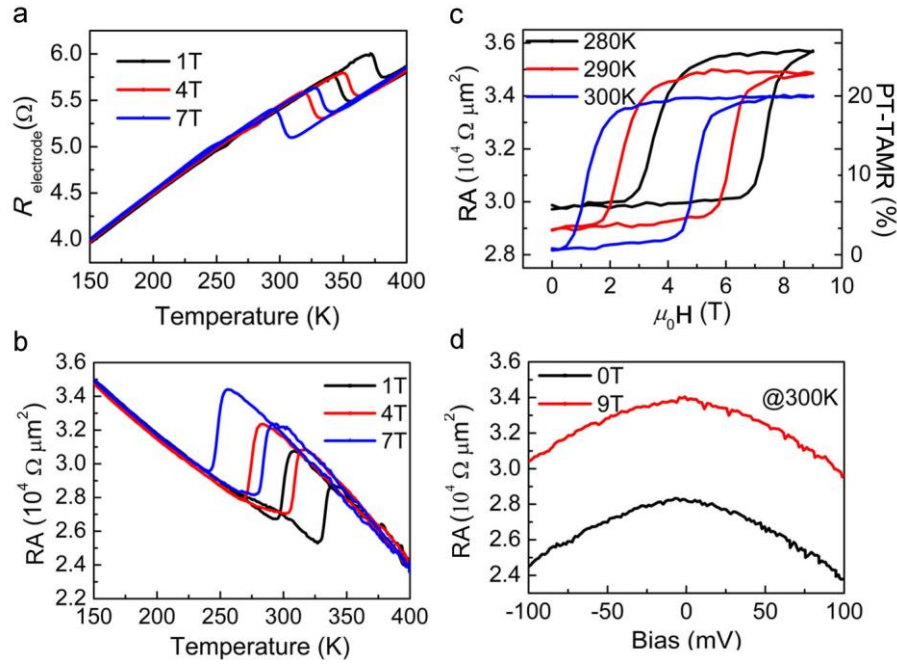 a
6.0
5.5
5.0
4.5
4.0
R electrode (Ω)
1T
4T
7T
150 200 250 300 350 400
Temperature (K)
c
3.6
3.4
3.2
3.0
2.8
RA (10⁴ Ω μm²)
280K
290K
300K
20
10
0
PT-TAMR (%)
0 2 4 6 8 10
μ₀H (T)
b
3.6
3.4
3.2
3.0
2.8
2.6
2.4
2.2
RA (10⁴ Ω μm²)
1T
4T
7T
150 200 250 300 350 400
Temperature (K)
d
3.6
3.4
3.2
3.0
2.8
2.6
2.4
RA (10⁴ Ω μm²)
0T
9T
@300K
-100 -50 0 50 100
Bias (mV)